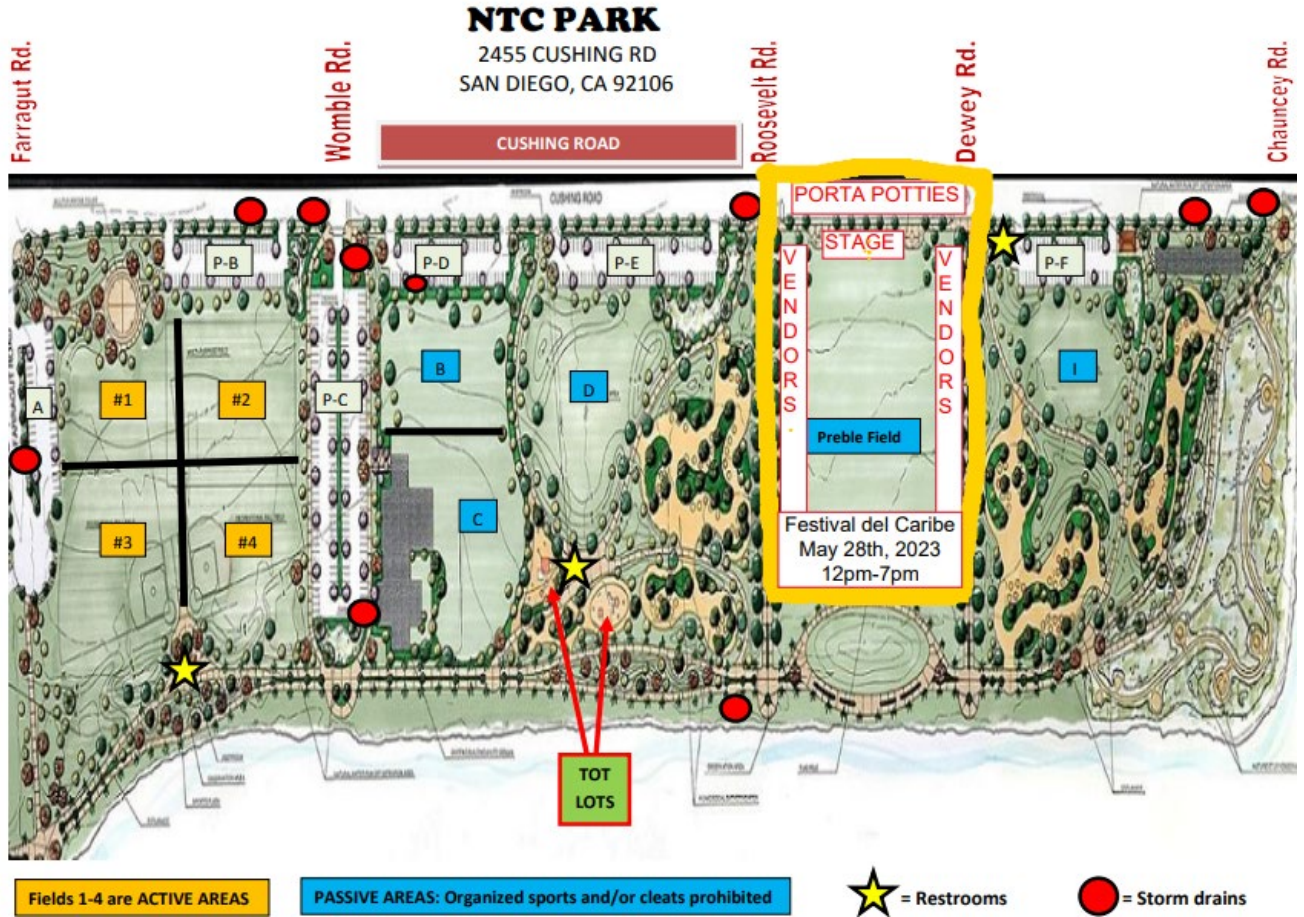 NTC PARK
2455 CUSHING RD
SAN DIEGO, CA 92106
Farragut Rd.
Womble Rd.
Roosevelt Rd.
Dewey Rd.
Chauncey Rd.
CUSHING ROAD
CUSHING ROAD
PORTA POTTIES
STAGE
VENDORS
VENDORS
P-B
P-D
P-E
P-F
A
#1
#2
P-C
B
D
I
Preble Field
#3
#4
C
Festival del Caribe
May 28th, 2023
12pm-7pm
TOT
LOTS
Fields 1-4 are ACTIVE AREAS
PASSIVE AREAS: Organized sports and/or cleats prohibited
= Restrooms
= Storm drains